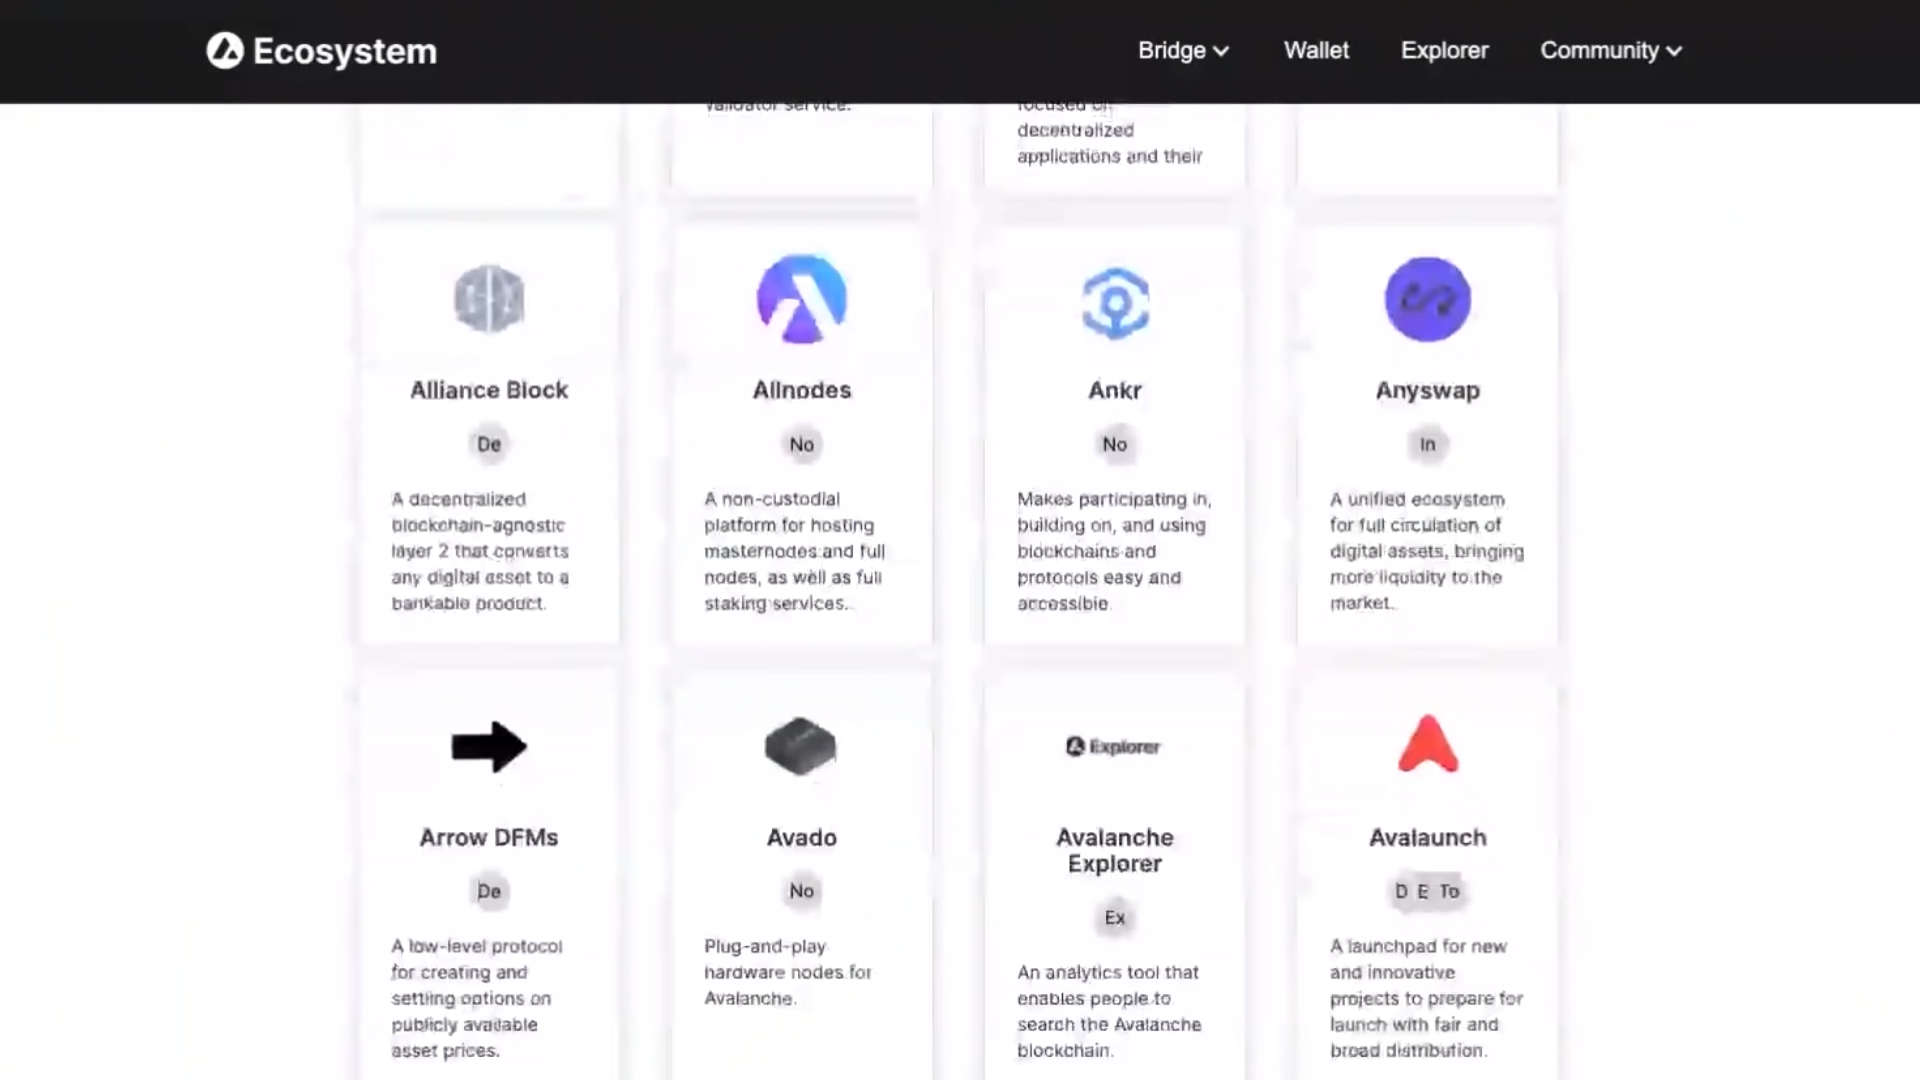 Ecosystem
Bridge
Wallet
Explorer
Community
validator service.
focused on
decentralized
applications and their
Alliance Block
De
A decentralized
blockchain-agnostic
layer 2 that converts
any digital asset to a
bankable product.
Allnodes
No
A non-custodial
platform for hosting
masternodes and full
nodes, as well as full
staking services.
Ankr
No
Makes participating in,
building on, and using
blockchains and
protocols easy and
accessible.
Anyswap
In
A unified ecosystem
for full circulation of
digital assets, bringing
more liquidity to the
market.
Arrow DFMs
De
A low-level protocol
for creating and
settling options on
publicly available
asset prices.
Avado
No
Plug-and-play
hardware nodes for
Avalanche.
Explorer
Avalanche
Explorer
Ex
An analytics tool that
enables people to
search the Avalanche
blockchain.
Avalaunch
D E To
A launchpad for new
and innovative
projects to prepare for
launch with fair and
broad distribution.